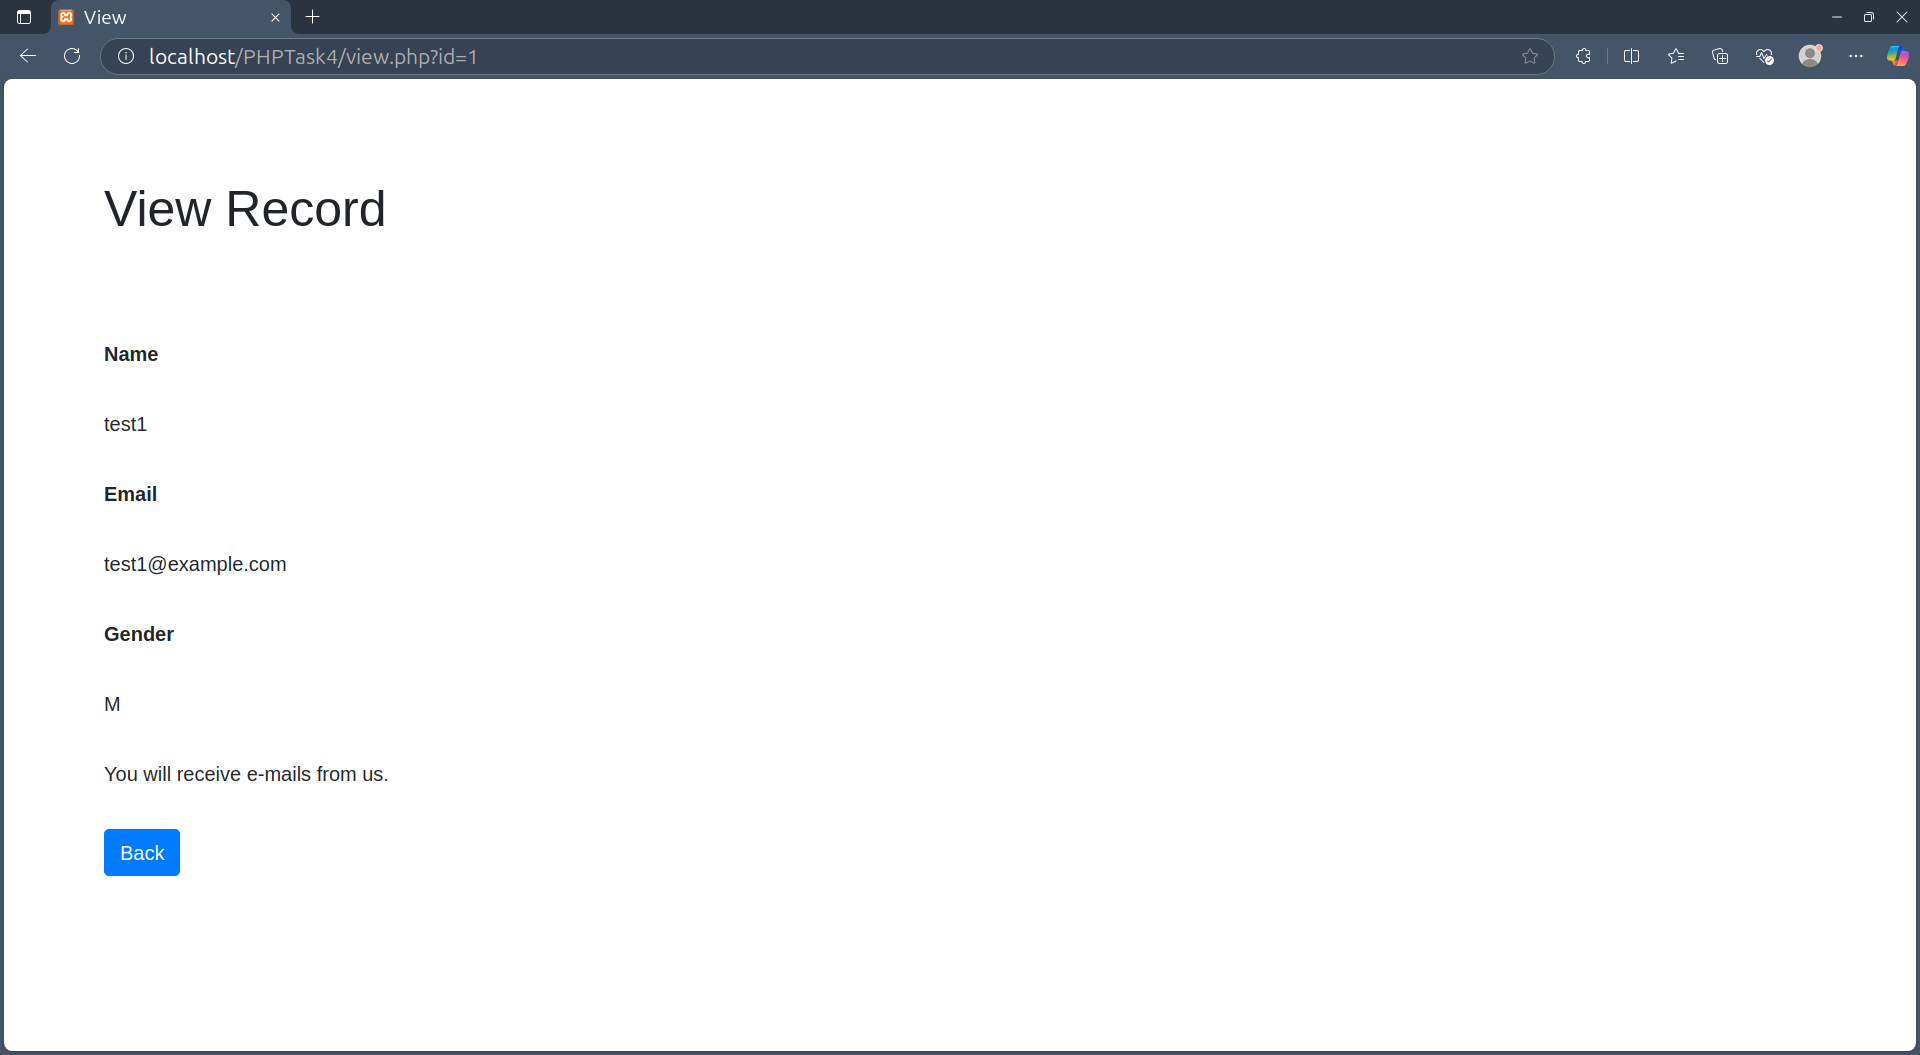 View
localhost/PHPTask4/view.php?id=1
View Record
Name
test1
Email
test1@example.com
Gender
M
You will receive e-mails from us.
Back